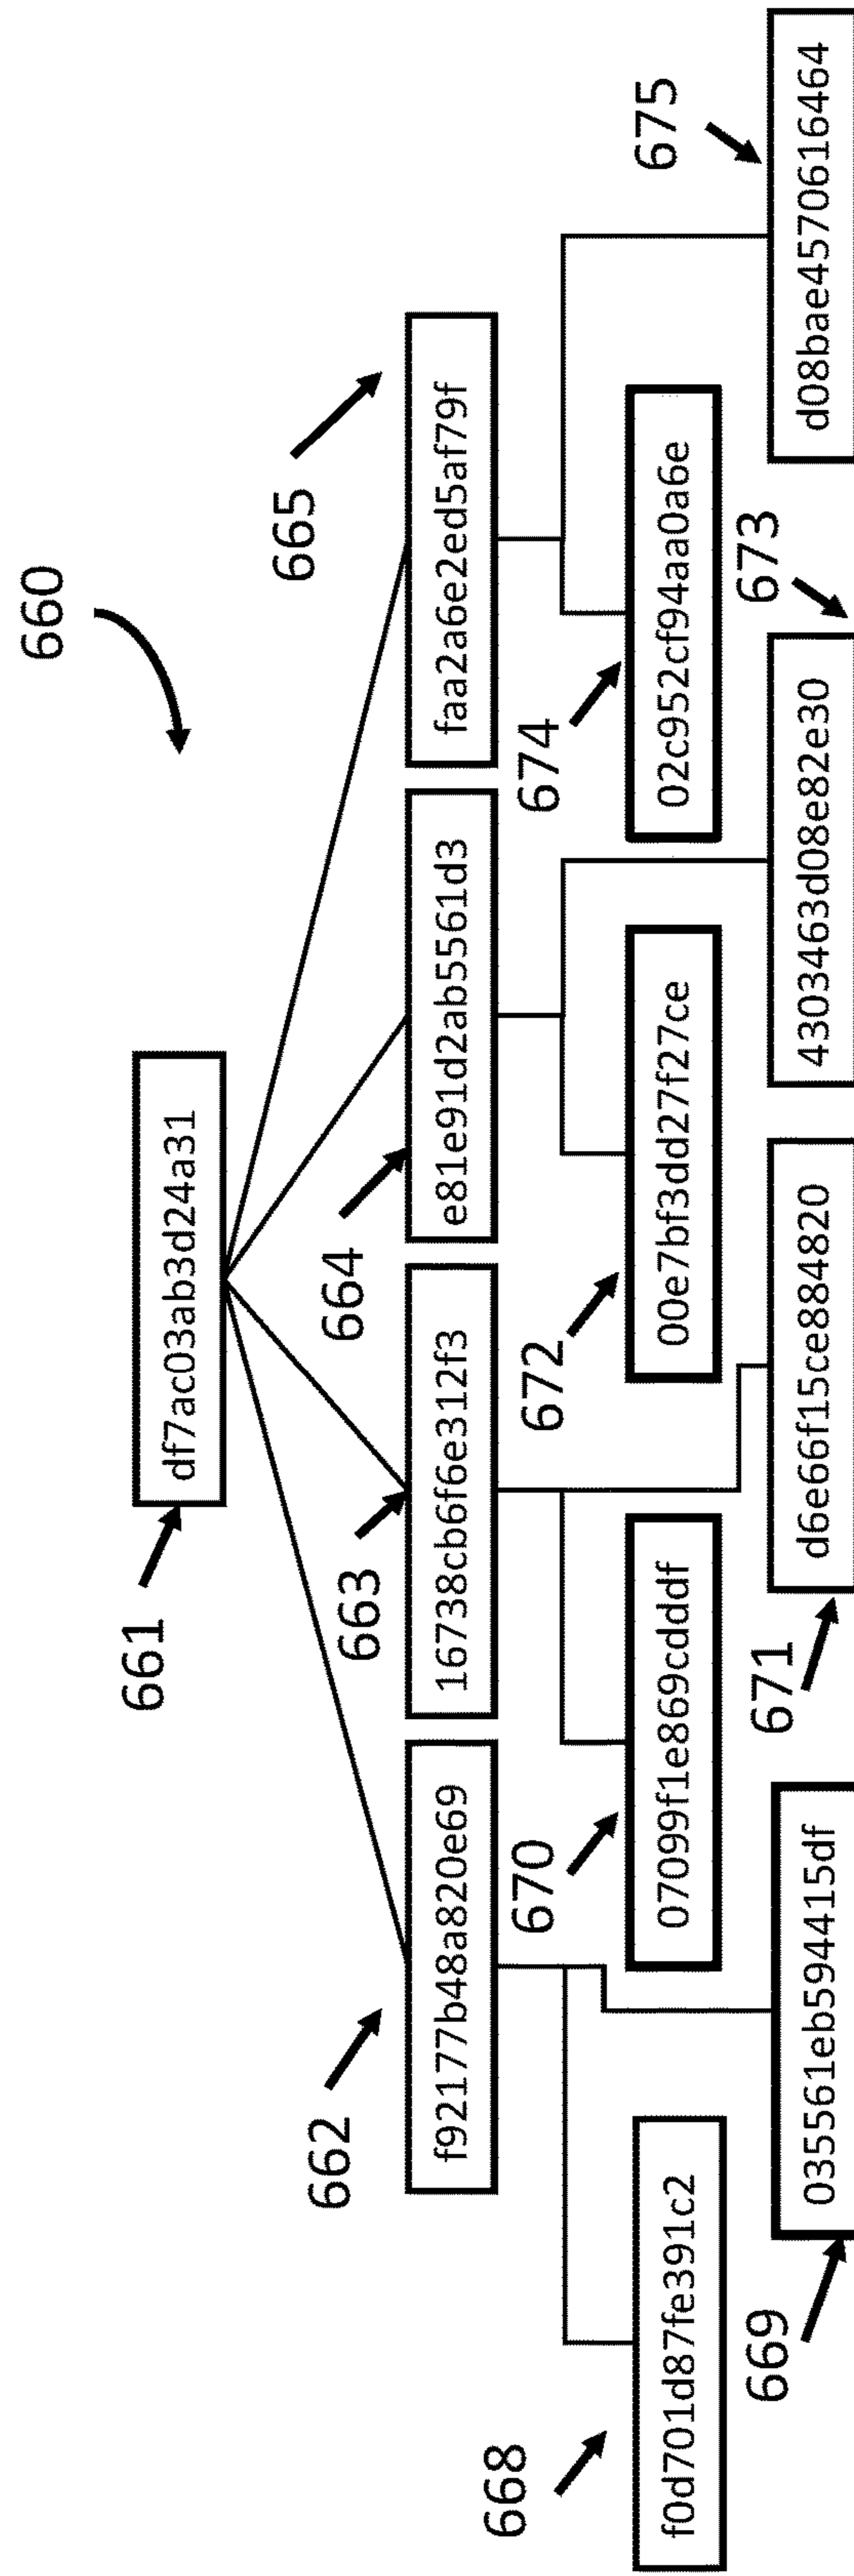 660
661
df7ac03ab3d24a31
662
663
664
665
f92177b48a820e69
16738cb6f6e312f3
e81e91d2ab5561d3
faa2a6e2ed5af79f
668
670
672
674
f0d701d87fe391c2
07099f1e869cdddf
00e7bf3dd27f27ce
02c952cf94aa0a6e
669
671
673
675
035561eb594415df
d6e66f15ce884820
4303463d08e82e30
d08bae4570616464